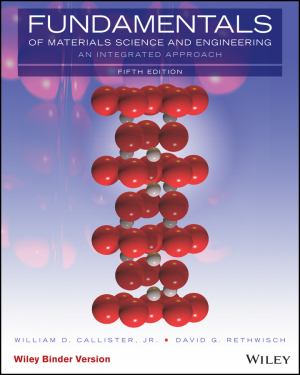 FUNDAMENTALS
OF MATERIALS SCIENCE AND ENGINEERING
AN INTEGRATED APPROACH
FIFTH EDITION
WILLIAM D. CALLISTER, JR. • DAVID G. RETHWISCH
Wiley Binder Version
WILEY